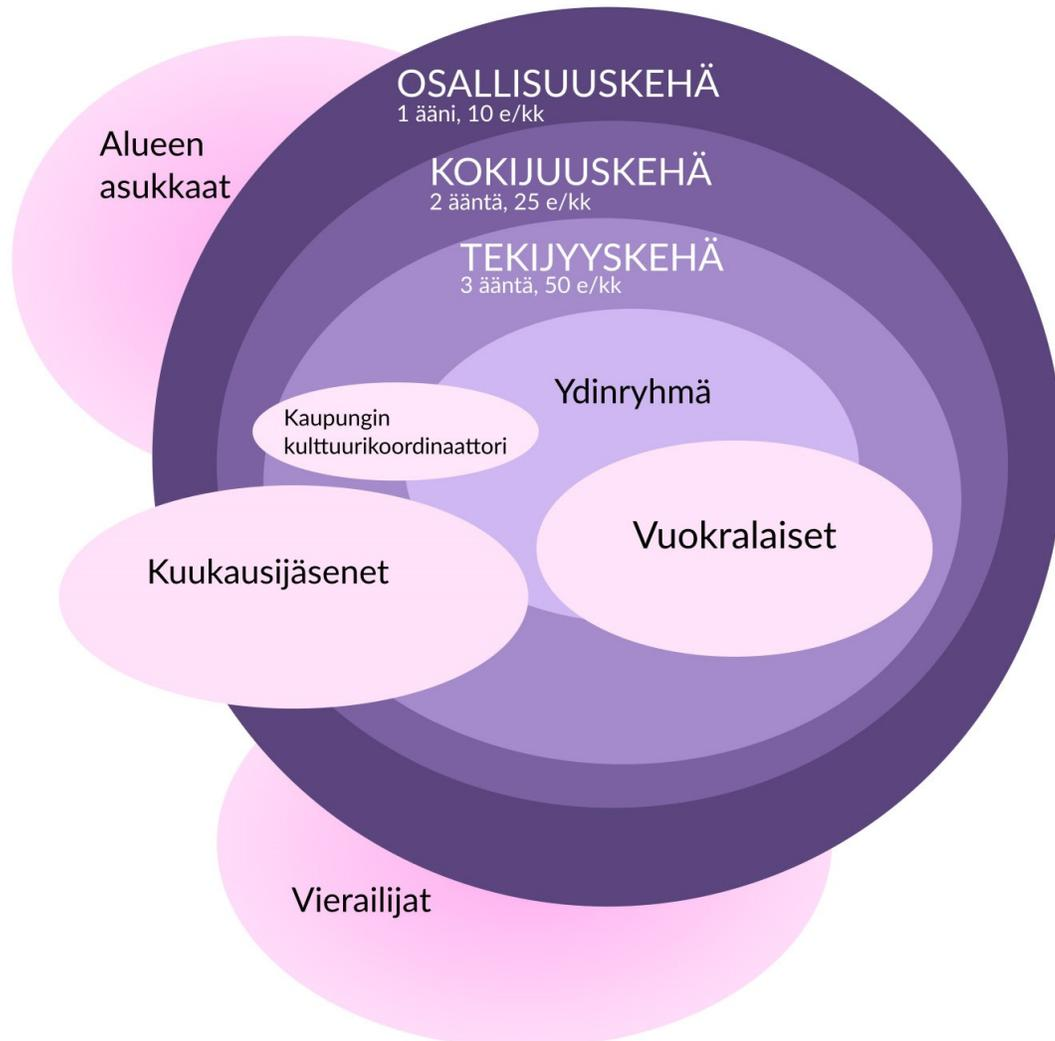 OSALLISUUSKEHÄ
1 ääni, 10 e/kk
Alueen
asukkaat
KOKIJUUSKEHÄ
2 ääntä, 25 e/kk
TEKIJYYSKEHÄ
3 ääntä, 50 e/kk
Ydinryhmä
Kaupungin
kulttuurikoordinaattori
Vuokralaiset
Kuukausijäsenet
Vierailijat